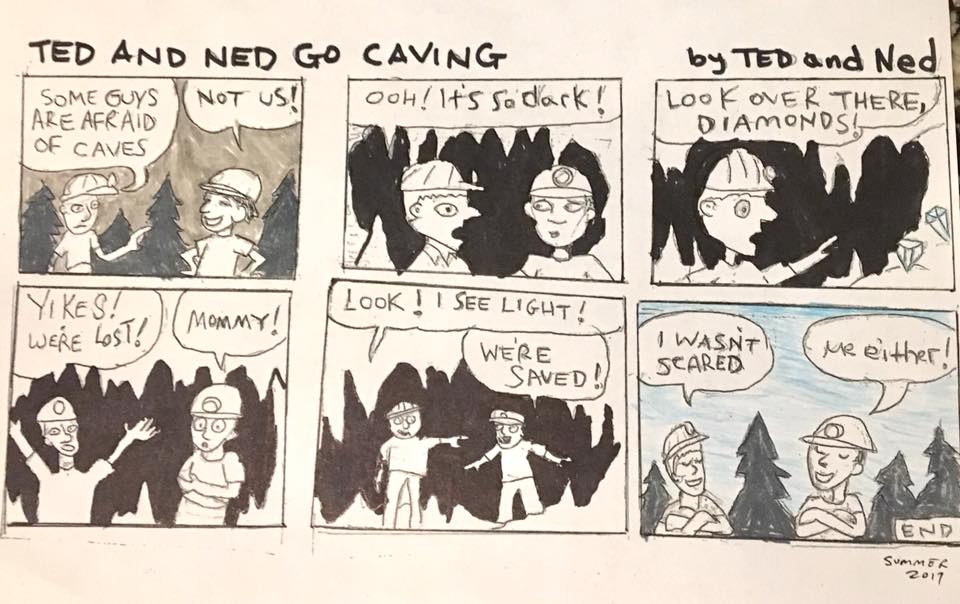 TED AND NED GO CAVING
by TED and Ned
SOME GUYS
ARE AFRAID
OF CAVES
NOT US!
OOH! It's so dark!
LOOK OVER THERE,
DIAMONDS!
YIKES!
WE'RE LOST!
MOMMY!
LOOK! I SEE LIGHT!
WE'RE
SAVED!
I WASN'T
SCARED
Me either!
END
SUMMER
2017